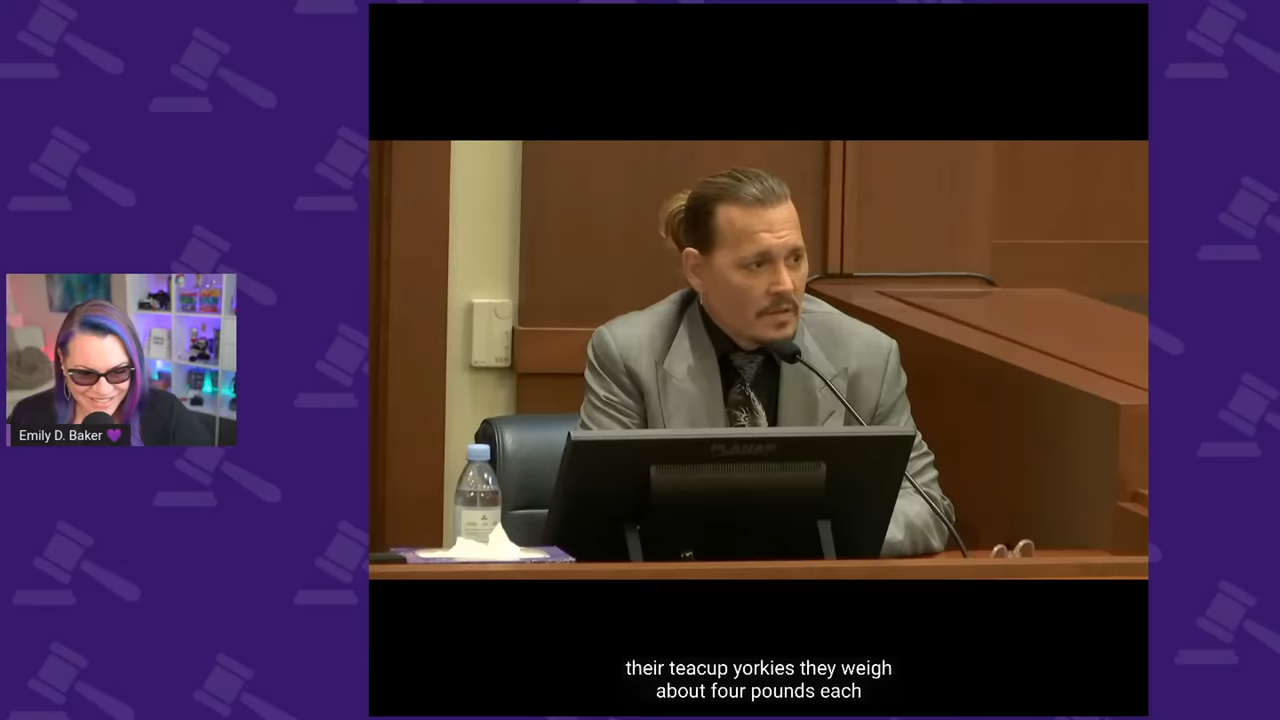 PLANAR
Emily D. Baker 💜
their teacup yorkies they weigh
about four pounds each